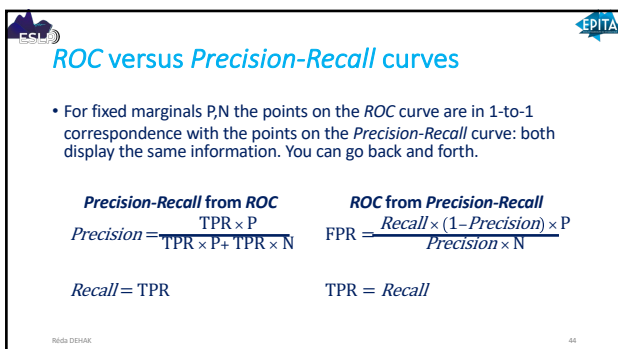 ESLR
EPITA
ROC versus Precision-Recall curves
• For fixed marginals P,N the points on the ROC curve are in 1-to-1
correspondence with the points on the Precision-Recall curve: both
display the same information. You can go back and forth.
Precision-Recall from ROC
Precision = TPR × P / TPR × P+ TPR × N
Recall = TPR
ROC from Precision-Recall
FPR = Recall × (1–Precision) × P / Precision × N
TPR = Recall
Réda DEHAK
44